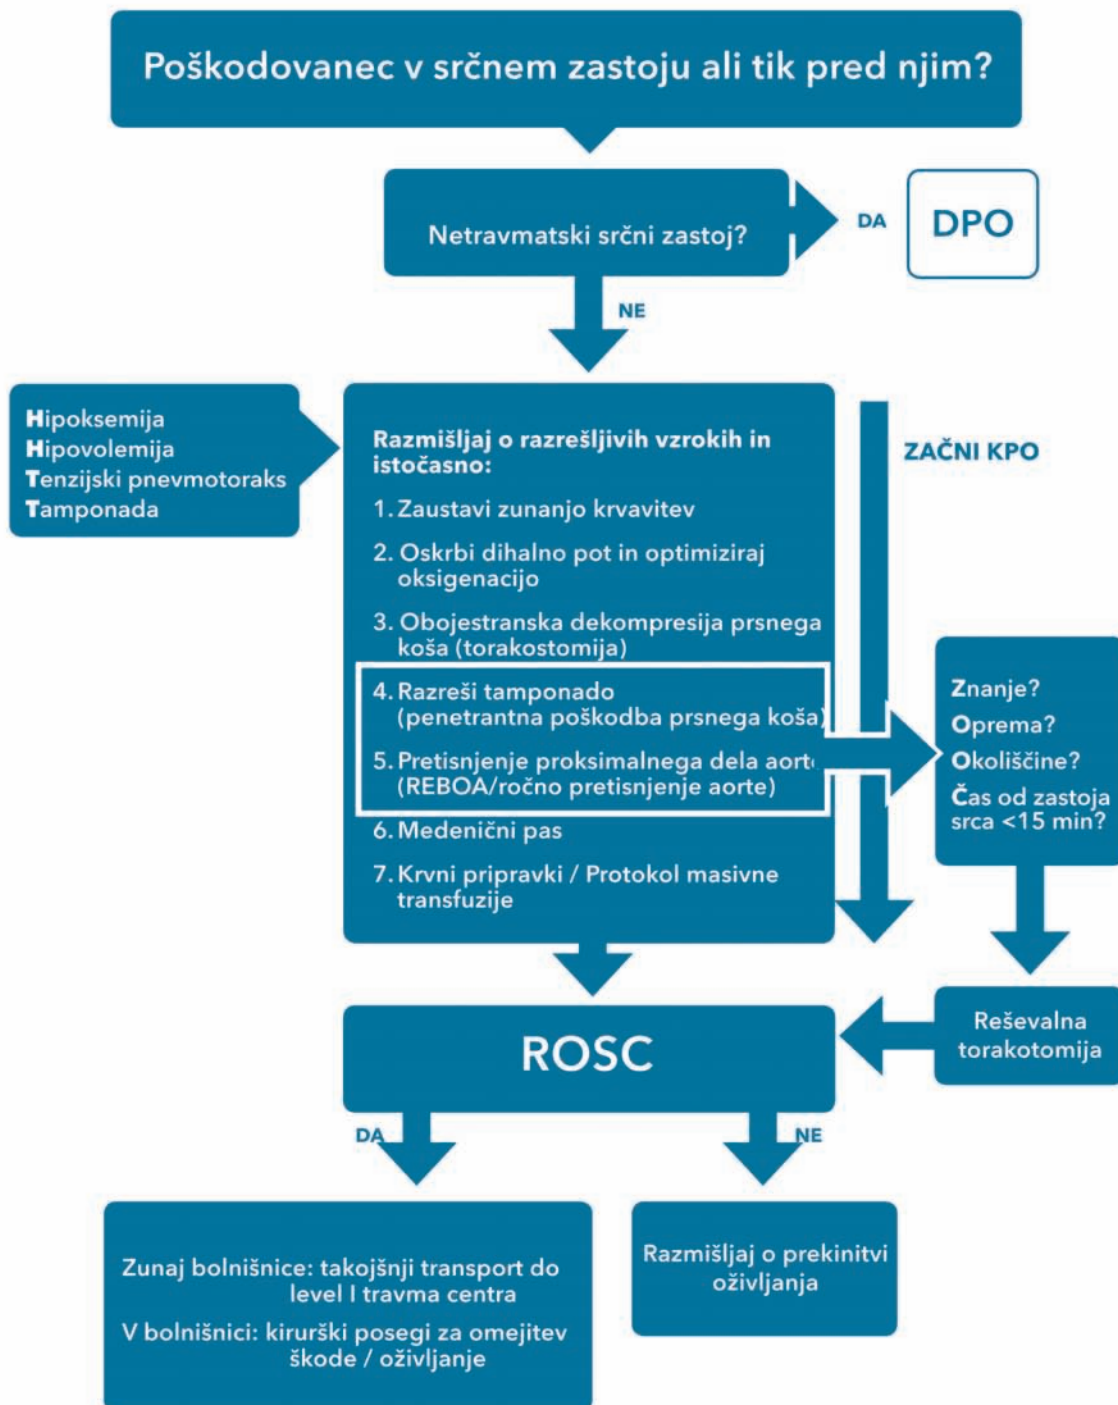 Poškodovanec v srčnem zastoju ali tik pred njim?
Netravmatski srčni zastoj?
DA
DPO
NE
Hipoksemija
Hipovolemija
Tenzijski pnevmotoraks
Tamponada
Razmišljaj o razrešljivih vzrokih in
istočasno:
1. Zaustavi zunanjo krvavitev
2. Oskrbi dihalno pot in optimiziraj
oksigenacijo
3. Obojestranska dekompresija prsnega
koša (torakostomija)
4. Razreši tamponado
(penetrantna poškodba prsnega koša)
5. Pretisnjenje proksimalnega dela aorte
(REBOA/ročno pretisnjenje aorte)
6. Medenični pas
7. Krvni pripravki / Protokol masivne
transfuzije
ZAČNI KPO
Znanje?
Oprema?
Okoliščine?
Čas od zastoja
srca <15 min?
Reševalna
torakotomija
ROSC
DA
NE
Zunaj bolnišnice: takojšnji transport do
level I travma centra
V bolnišnici: kirurški posegi za omejitev
škode / oživljanje
Razmišljaj o prekinitvi
oživljanja